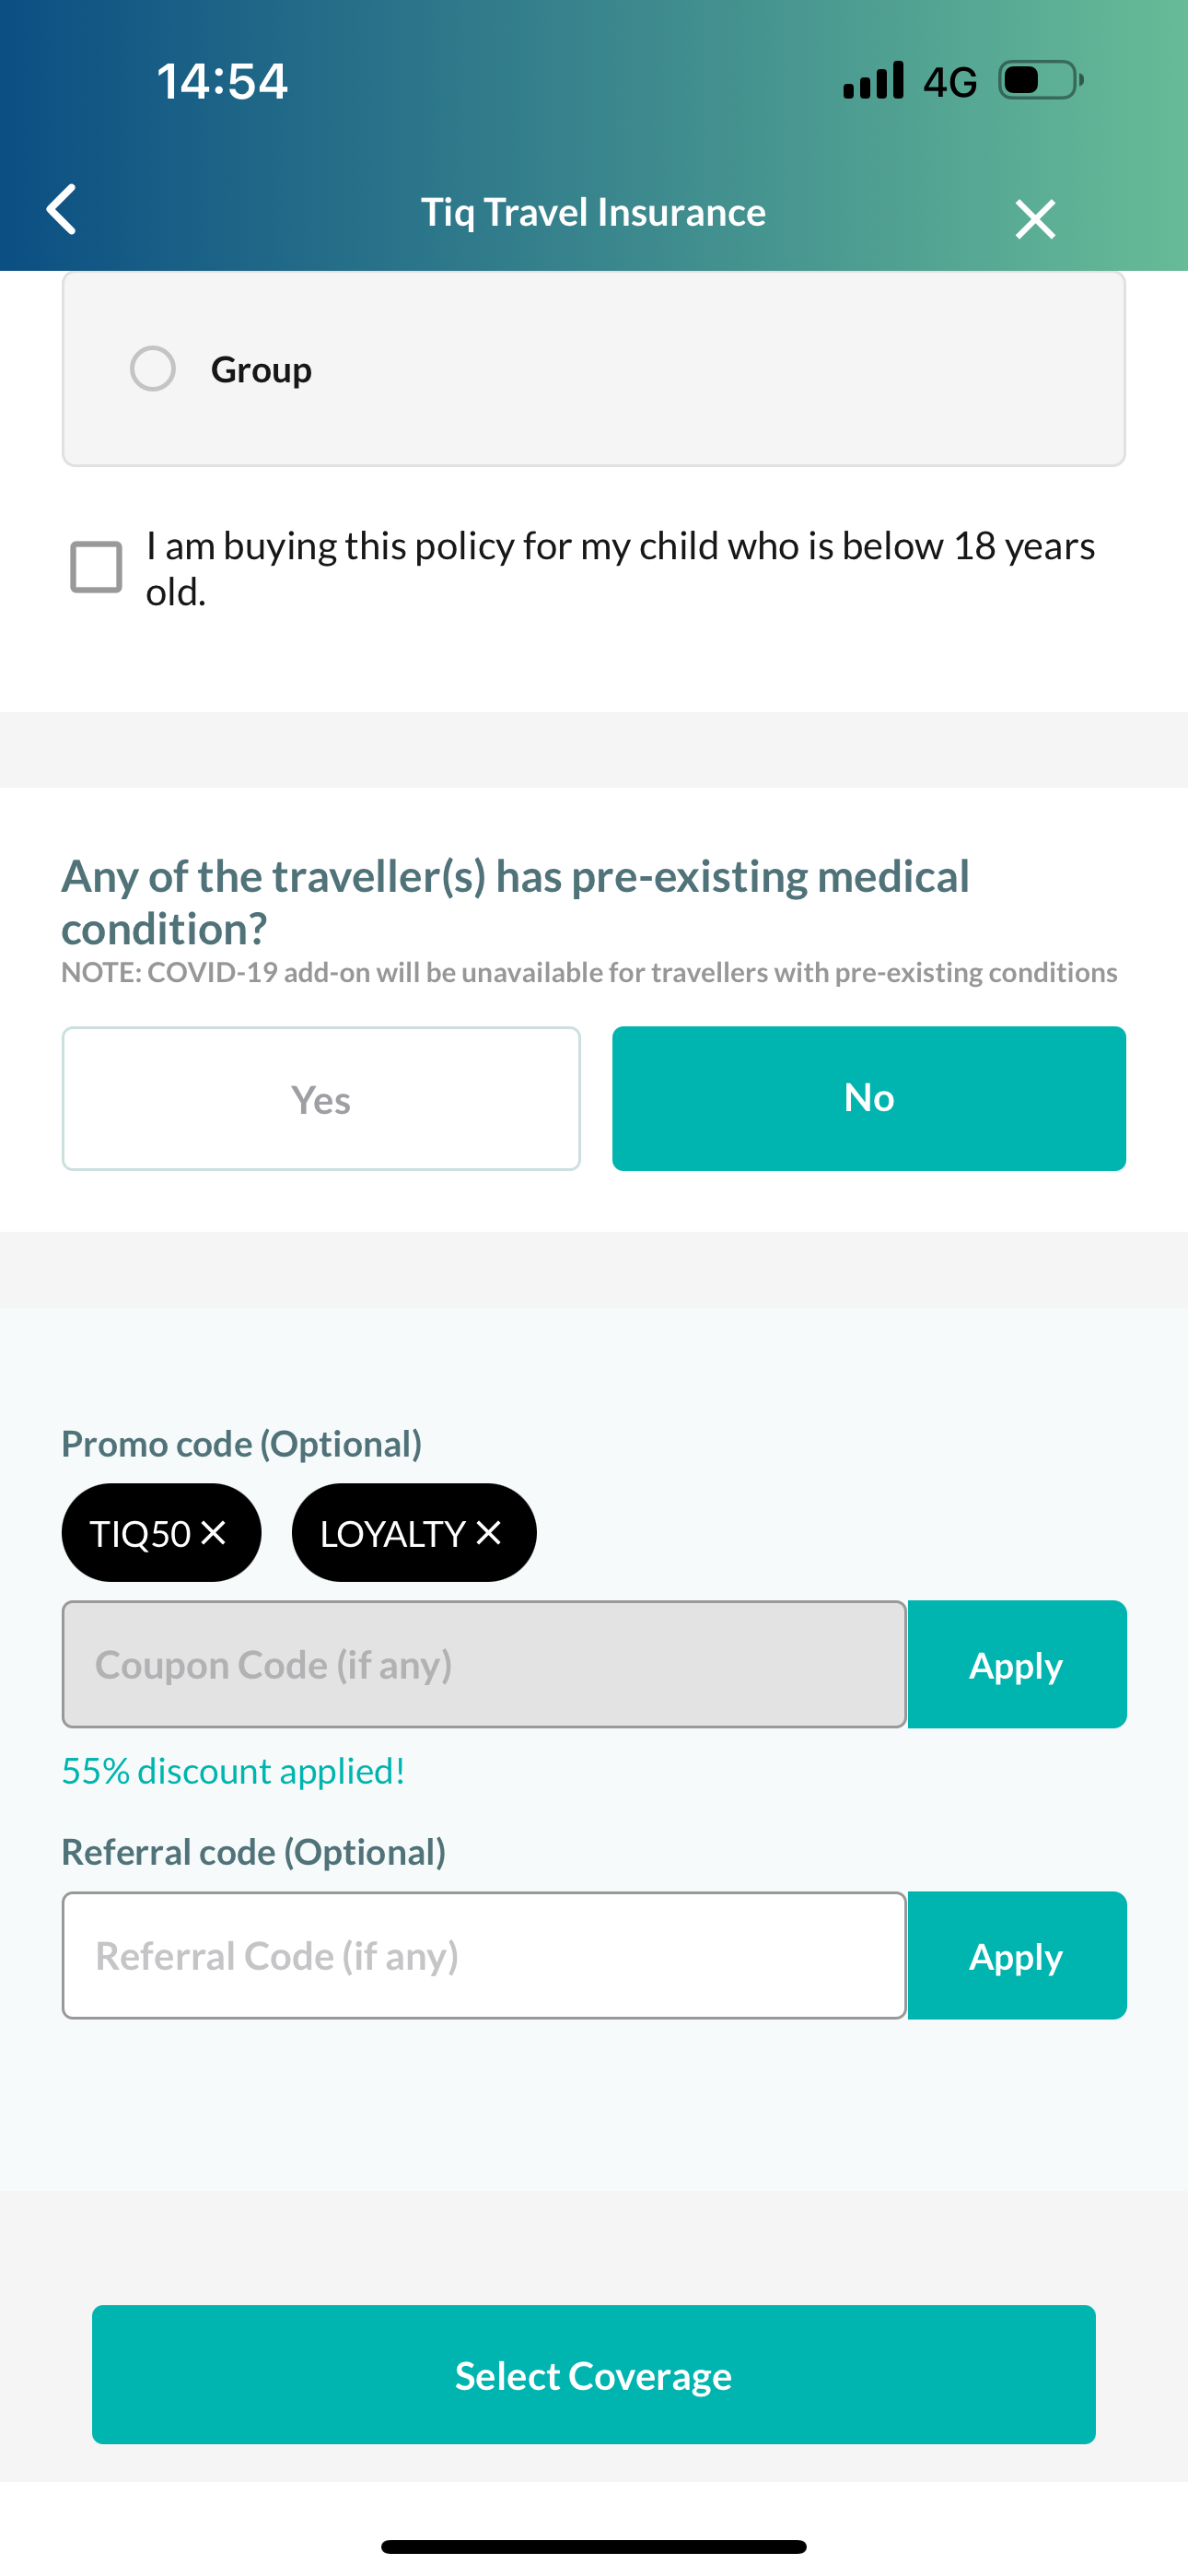 14:54
4G
Tiq Travel Insurance
Group
I am buying this policy for my child who is below 18 years
old.
Any of the traveller(s) has pre-existing medical
condition?
NOTE: COVID-19 add-on will be unavailable for travellers with pre-existing conditions
Yes
No
Promo code (Optional)
TIQ50 ×
LOYALTY ×
Coupon Code (if any)
Apply
55% discount applied!
Referral code (Optional)
Referral Code (if any)
Apply
Select Coverage